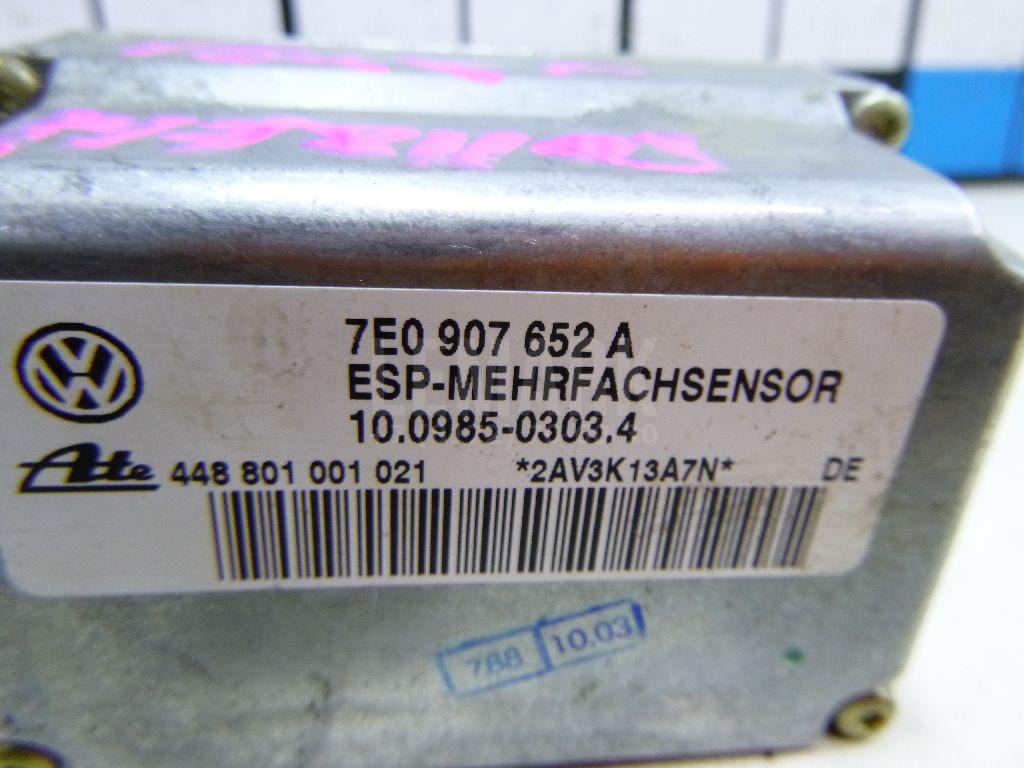 7E0 907 652 A
ESP-MEHRFACHSENSOR
10.0985-0303.4
Ate 448 801 001 021 *2AV3K13A7N* DE
788 10,03